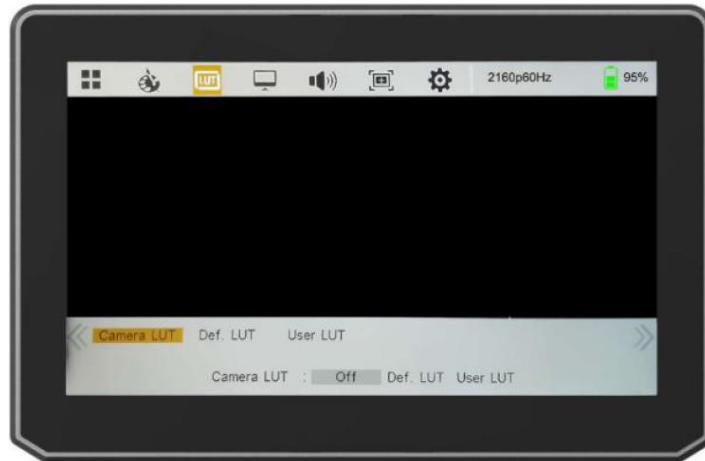 LUT 2160p60Hz 95%
Camera LUT Def. LUT User LUT
Camera LUT : Off Def. LUT User LUT